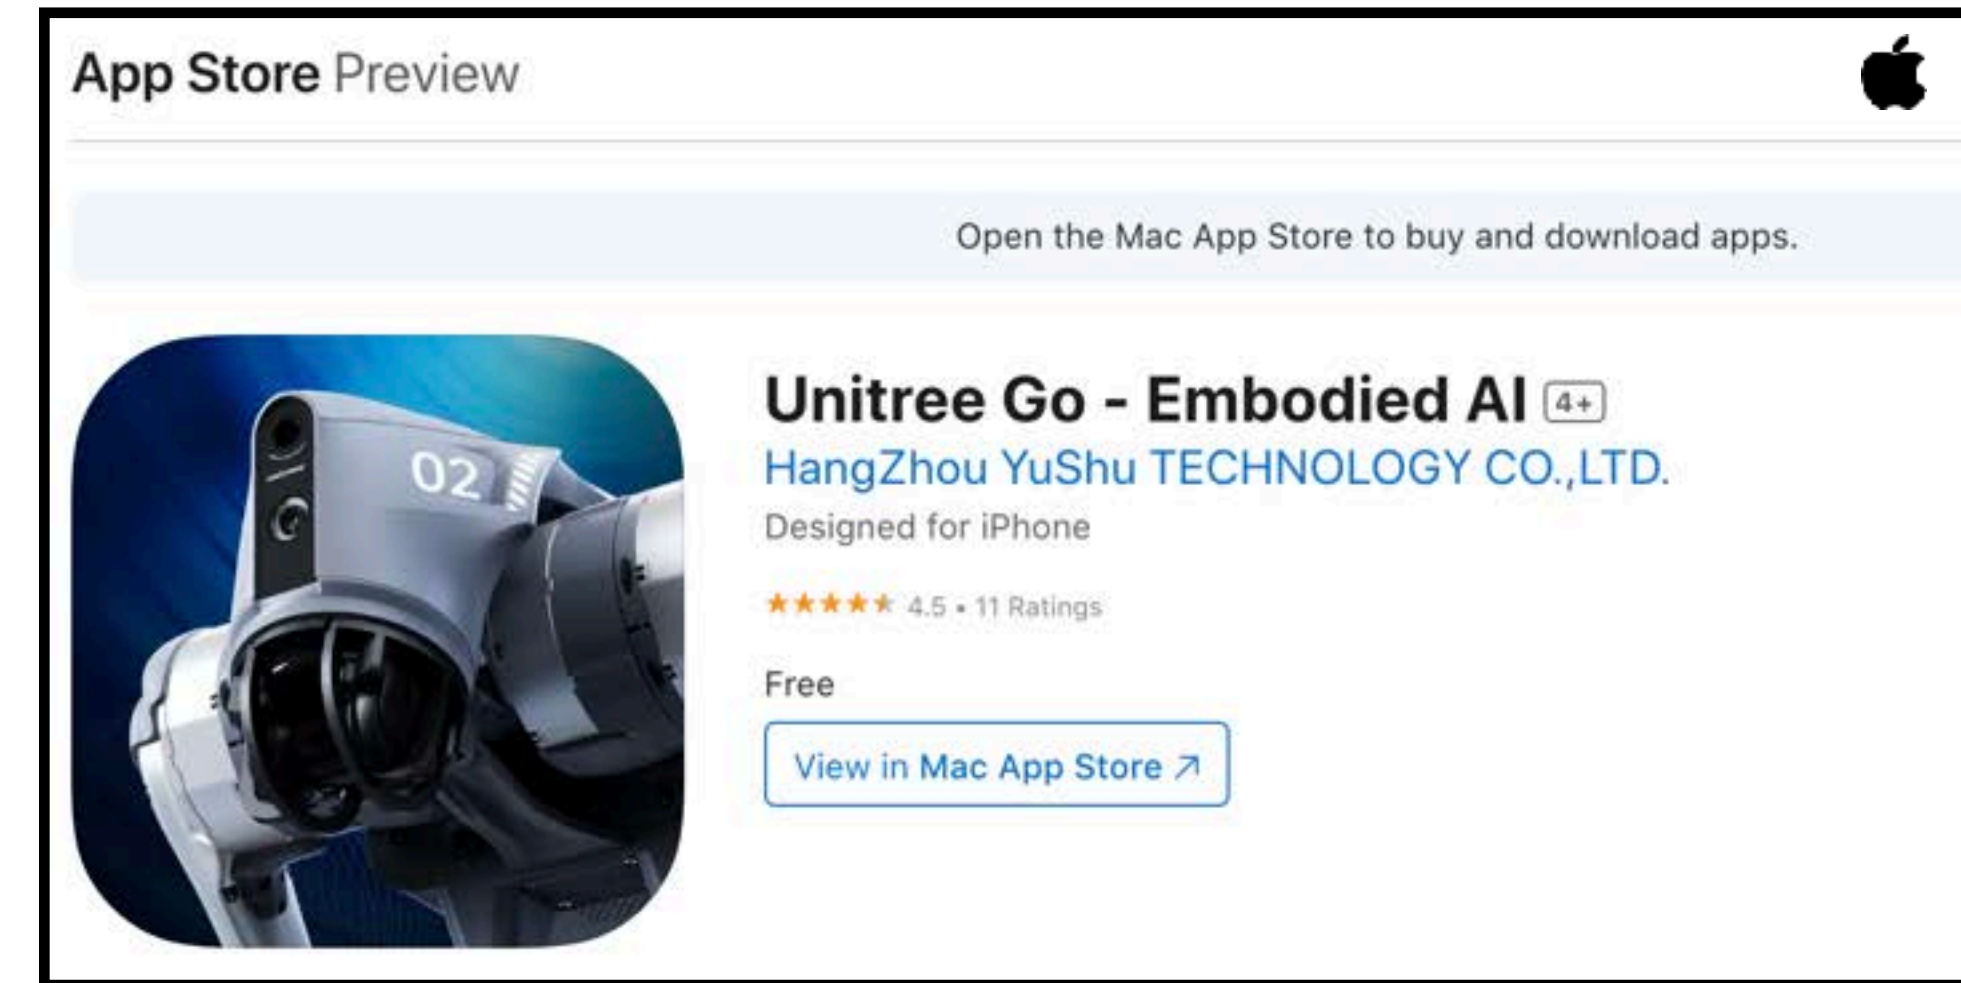 App Store Preview
Open the Mac App Store to buy and download apps.
02
Unitree Go - Embodied AI 4+
HangZhou YuShu TECHNOLOGY CO.,LTD.
Designed for iPhone
4.5 • 11 Ratings
Free
View in Mac App Store ↗